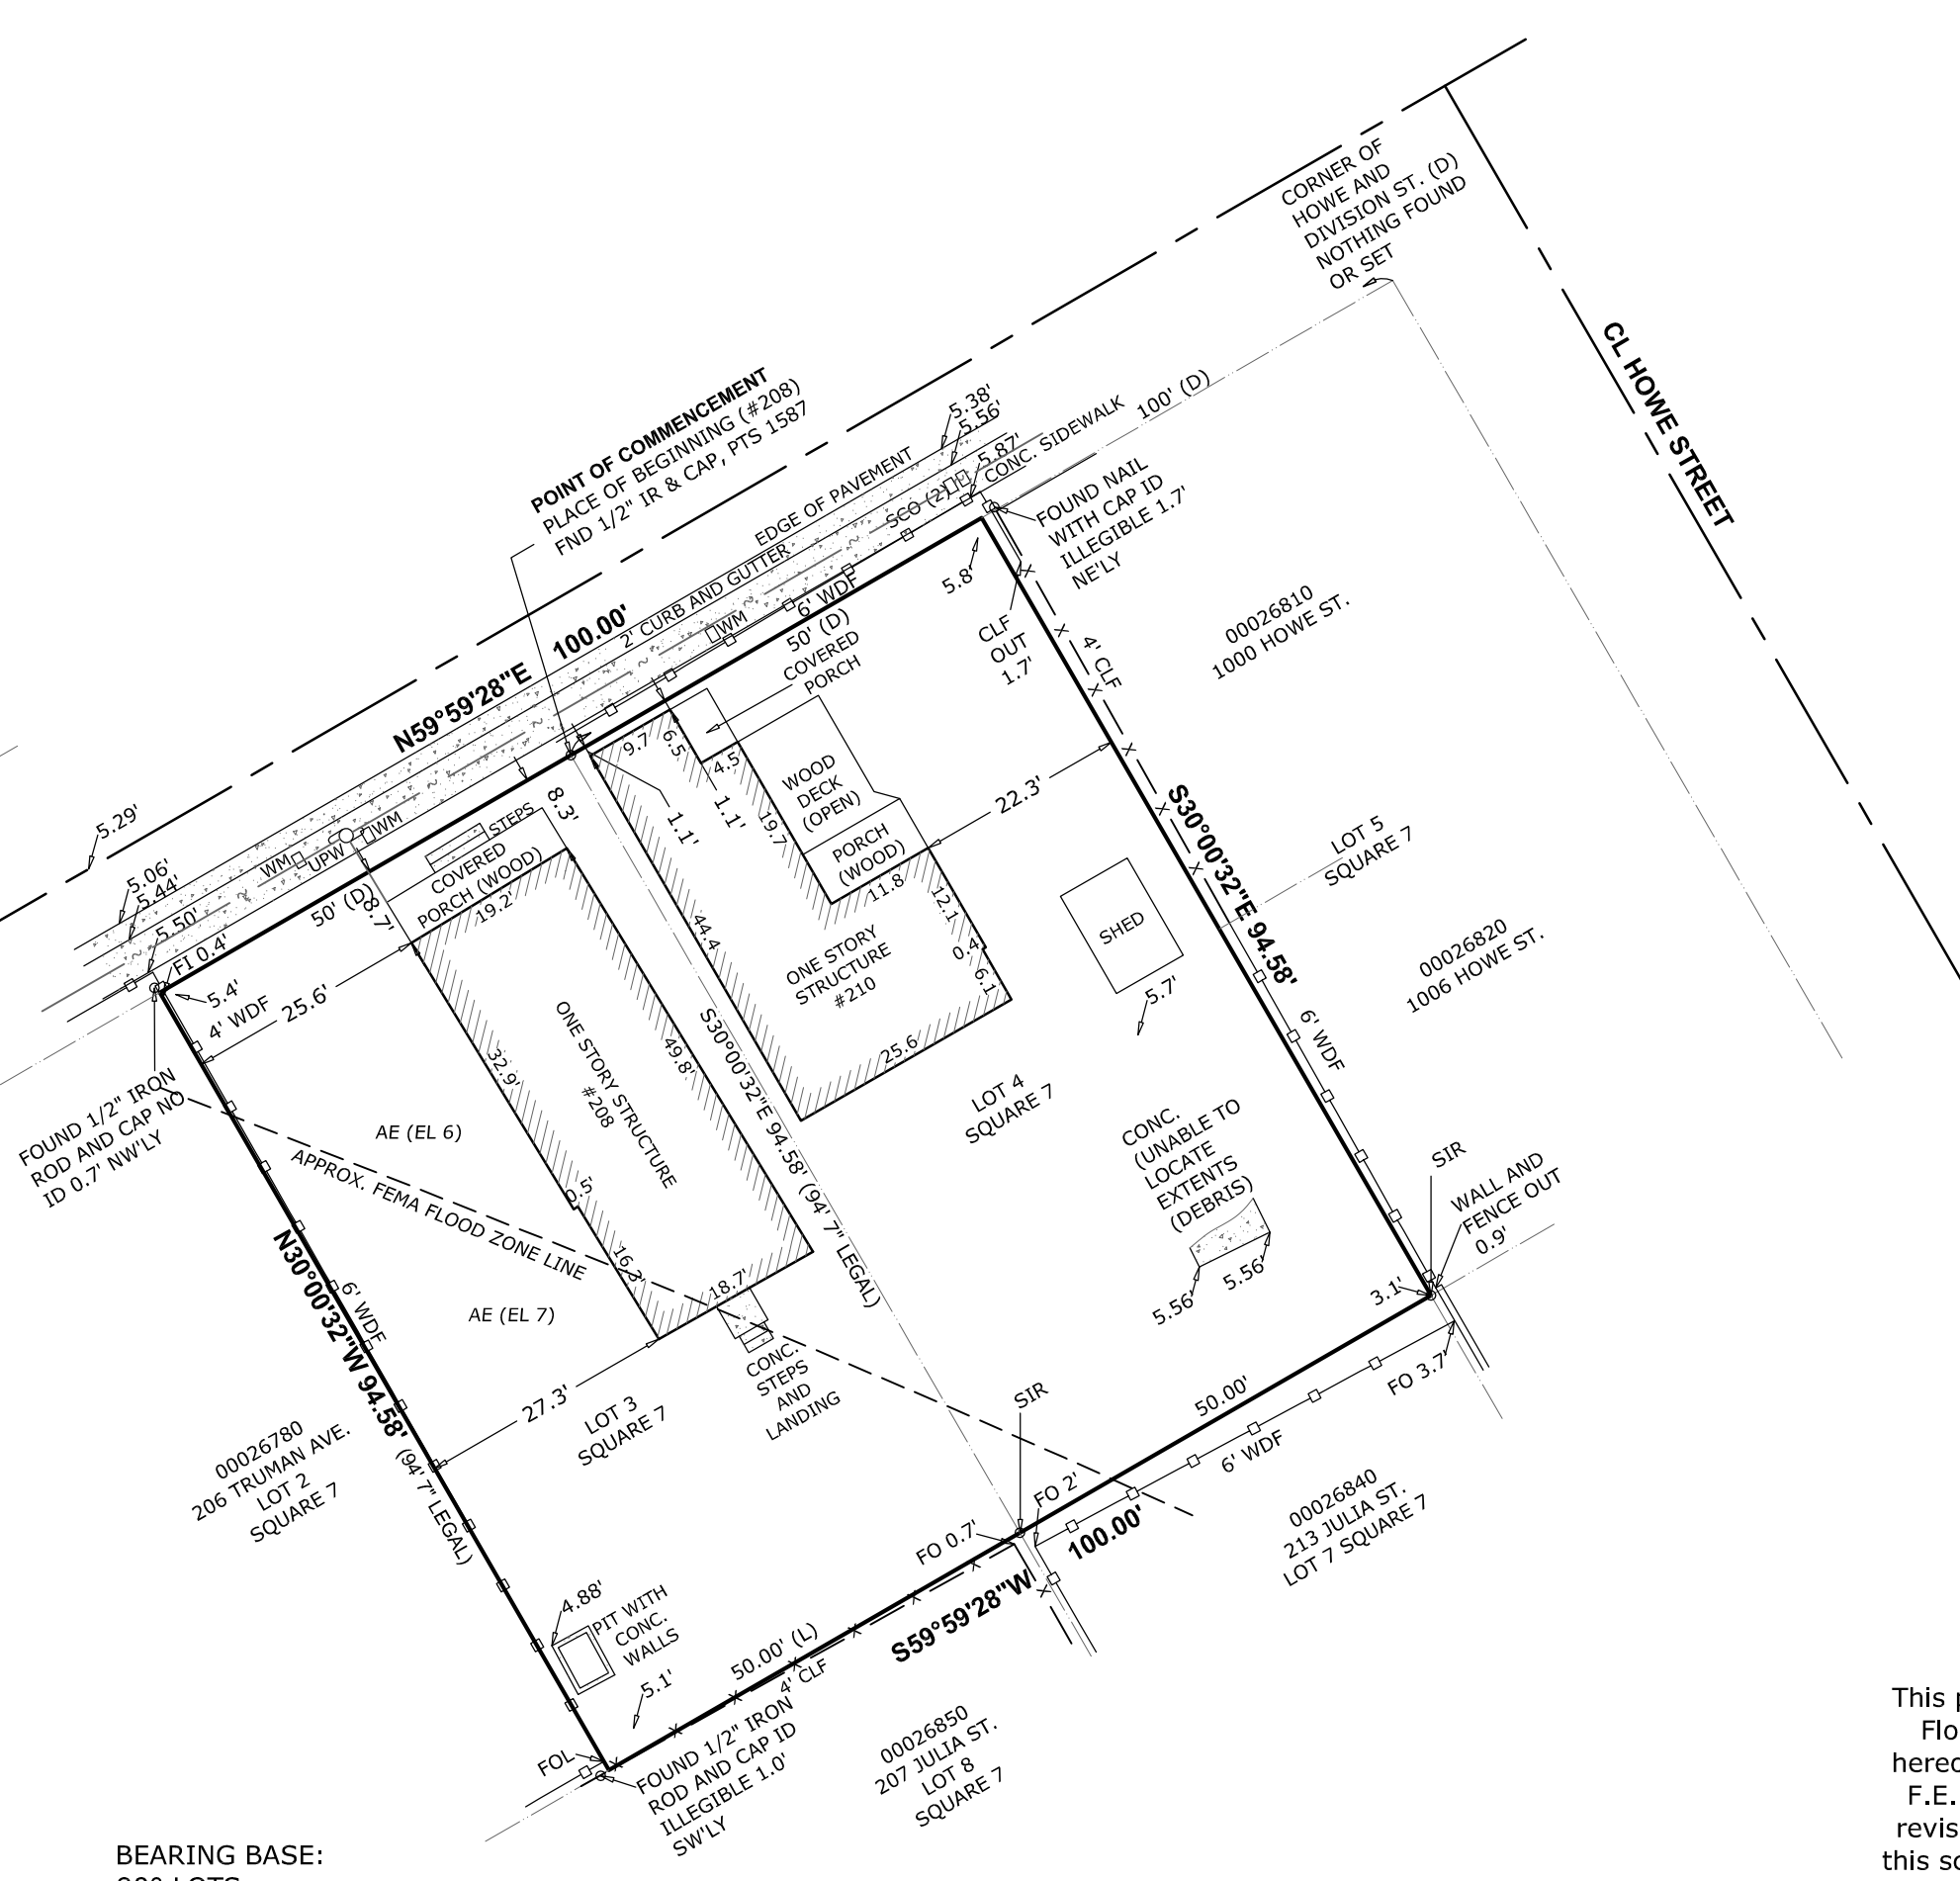 CORNER OF
HOWE AND
DIVISION ST. (D)
NOTHING FOUND
OR SET
CL HOWE STREET
POINT OF COMMENCEMENT
PLACE OF BEGINNING (#208)
FND 1/2" IR & CAP, PTS 1587
5.38'
5.56'
5.87'
CONC. SIDEWALK
100' (D)
EDGE OF PAVEMENT
2' CURB AND GUTTER
SCO (2)
FOUND NAIL
WITH CAP ID
ILLEGIBLE 1.7'
NE'LY
N59°59'28"E
100.00'
WM
6' WDF
50' (D)
COVERED
PORCH
5.8'
CLF
OUT
1.7'
4' CLF
00026810
1000 HOWE ST.
9.7
6.5
4.5
1.1'
1.1'
19.7
WOOD
DECK
(OPEN)
PORCH
(WOOD)
22.3'
11.8
12.1
0.4
6.1
44.4
ONE STORY
STRUCTURE
#210
25.6
SHED
5.7'
S30°00'32"E 94.58'
LOT 5
SQUARE 7
00026820
1006 HOWE ST.
6' WDF
5.29'
5.06'
5.44'
5.50'
FI 0.4'
WM
UPW
WM
50' (D)
8.7'
8.3'
STEPS
COVERED
PORCH (WOOD)
19.2'
5.4'
4' WDF
25.6'
ONE STORY STRUCTURE
#208
32.9'
49.8'
0.5'
16.3'
18.7'
S30°00'32"E 94.58' (94' 7" LEGAL)
FOUND 1/2" IRON
ROD AND CAP NO
ID 0.7' NW'LY
AE (EL 6)
APPROX. FEMA FLOOD ZONE LINE
AE (EL 7)
LOT 4
SQUARE 7
CONC.
(UNABLE TO
LOCATE
EXTENTS
(DEBRIS)
5.56'
5.56'
SIR
WALL AND
FENCE OUT
0.9'
3.1'
FO 3.7'
N30°00'32"W 94.58' (94' 7" LEGAL)
6' WDF
27.3'
LOT 3
SQUARE 7
CONC.
STEPS
AND
LANDING
00026780
206 TRUMAN AVE.
LOT 2
SQUARE 7
SIR
50.00'
6' WDF
FO 2'
FO 0.7'
100.00'
S59°59'28"W
00026840
213 JULIA ST.
LOT 7 SQUARE 7
4.88'
PIT WITH
CONC.
WALLS
5.1'
50.00' (L)
4' CLF
FOL
FOUND 1/2" IRON
ROD AND CAP ID
ILLEGIBLE 1.0'
SW'LY
00026850
207 JULIA ST.
LOT 8
SQUARE 7
BEARING BASE:
This p
Flo
hered
F.E.
revis
this so